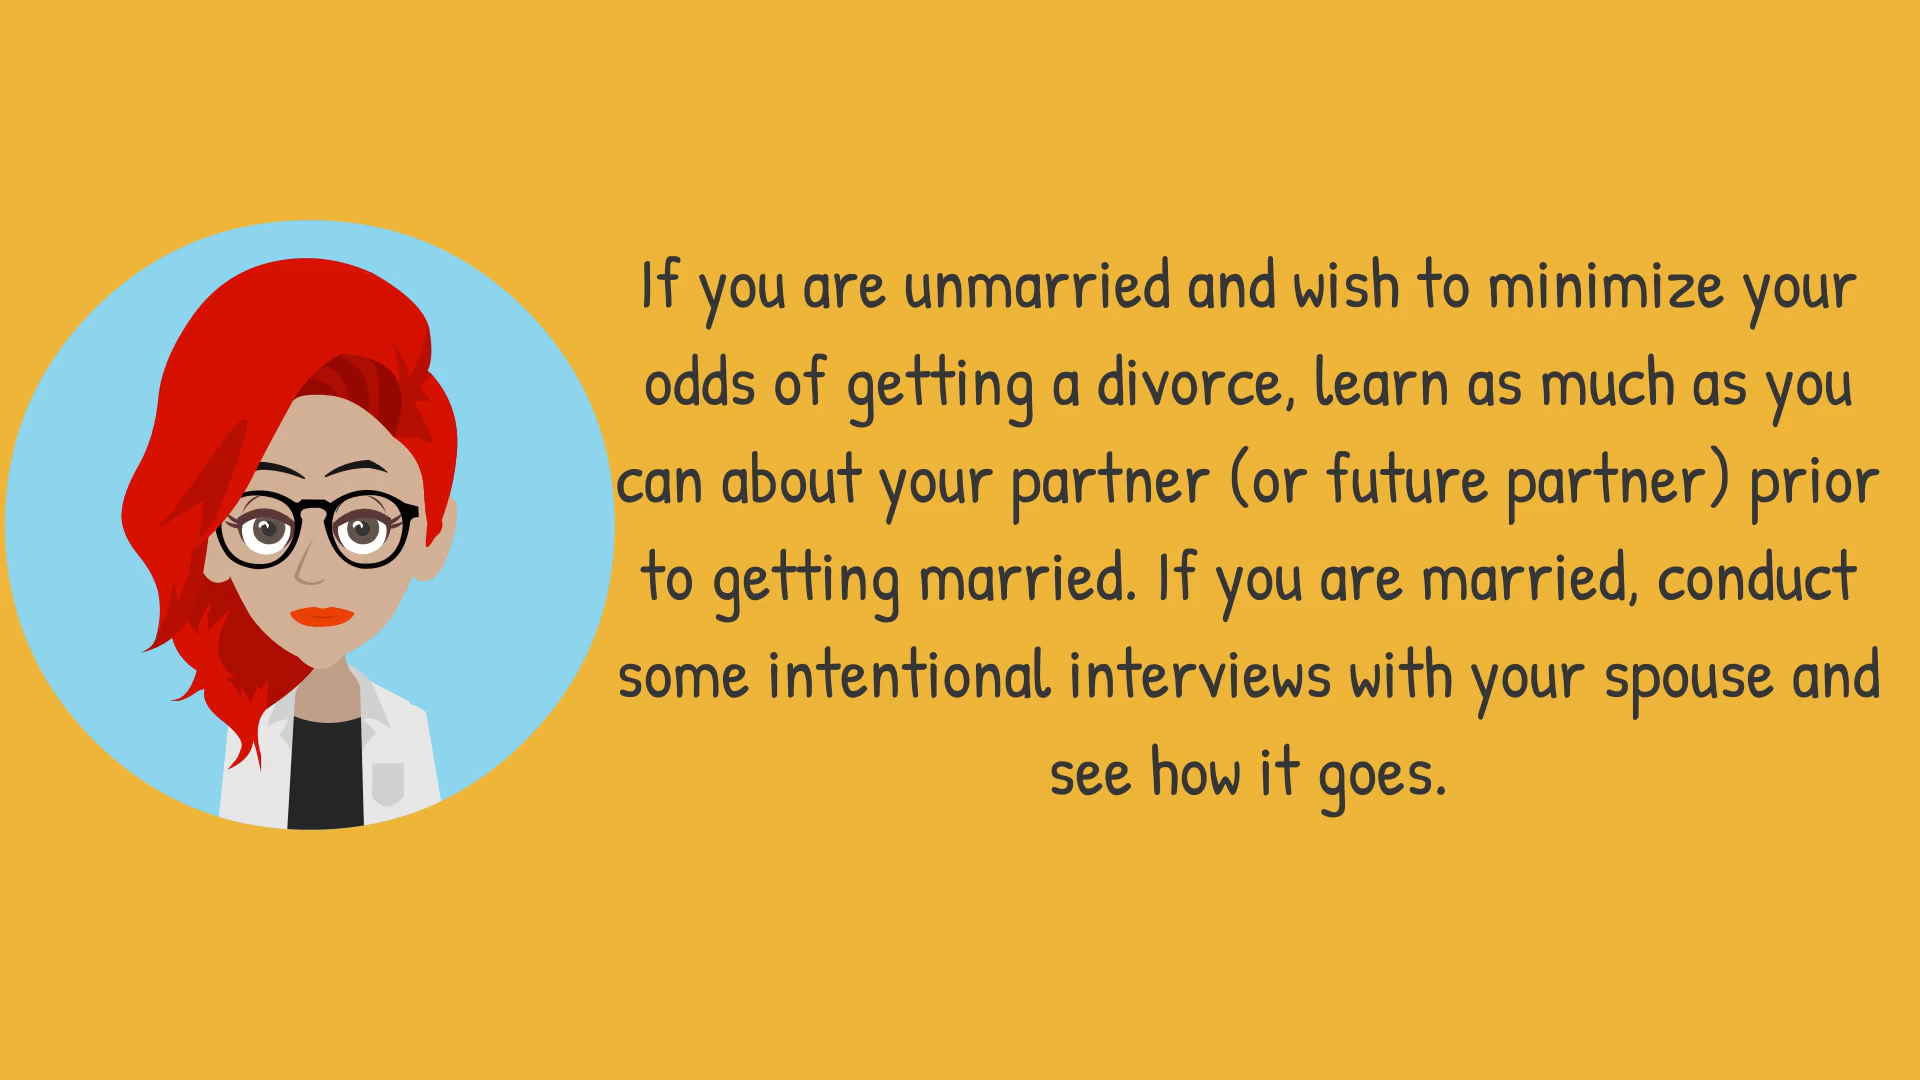 If you are unmarried and wish to minimize your
odds of getting a divorce, learn as much as you
can about your partner (or future partner) prior
to getting married. If you are married, conduct
some intentional interviews with your spouse and
see how it goes.